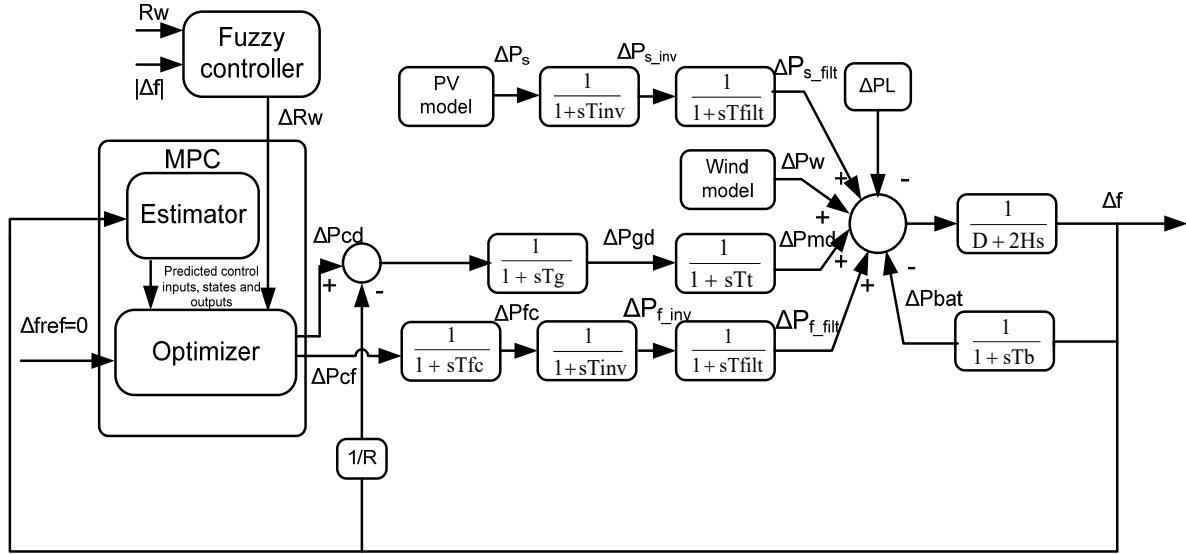 Rw
|Δf|
Fuzzy
controller
ΔRw
MPC
Estimator
Predicted control
inputs, states and
outputs
Δfref=0
Optimizer
ΔPcd
+
-
ΔPcf
1/R
PV
model
ΔPs
1
1+sTinv
ΔPs_inv
1
1+sTfilt
ΔPs_filt
ΔPL
-
Wind
model
ΔPw
+
+
1
1 + sTg
ΔPgd
1
1 + sTt
ΔPmd
+
1
1 + sTfc
ΔPfc
1
1+sTinv
ΔPf_inv
1
1+sTfilt
ΔPf_filt
+
1
D + 2Hs
Δf
-
ΔPbat
1
1 + sTb